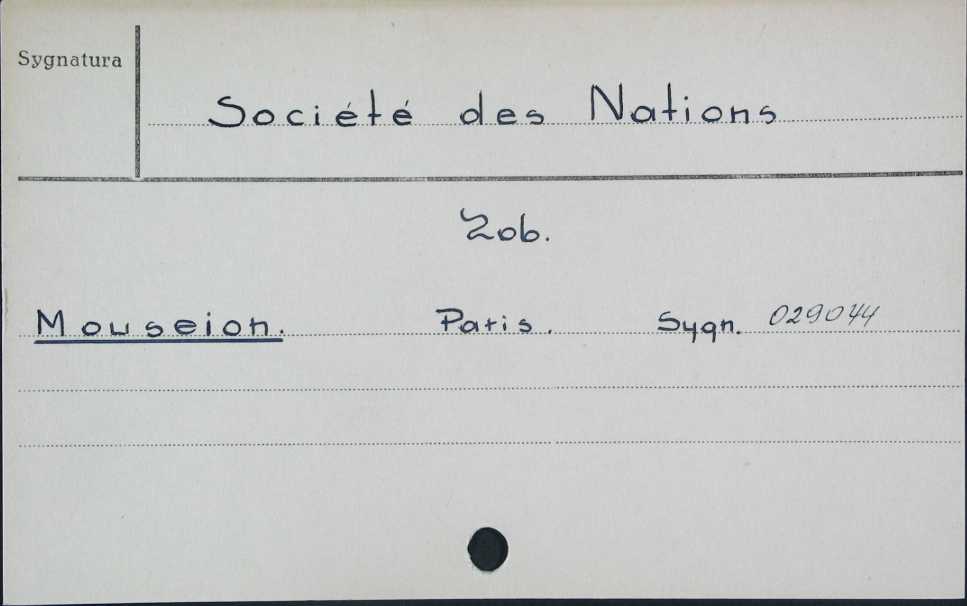 Sygnatura
Société des Nations
Zob.
Mouseion. Paris. Sygn. 029044